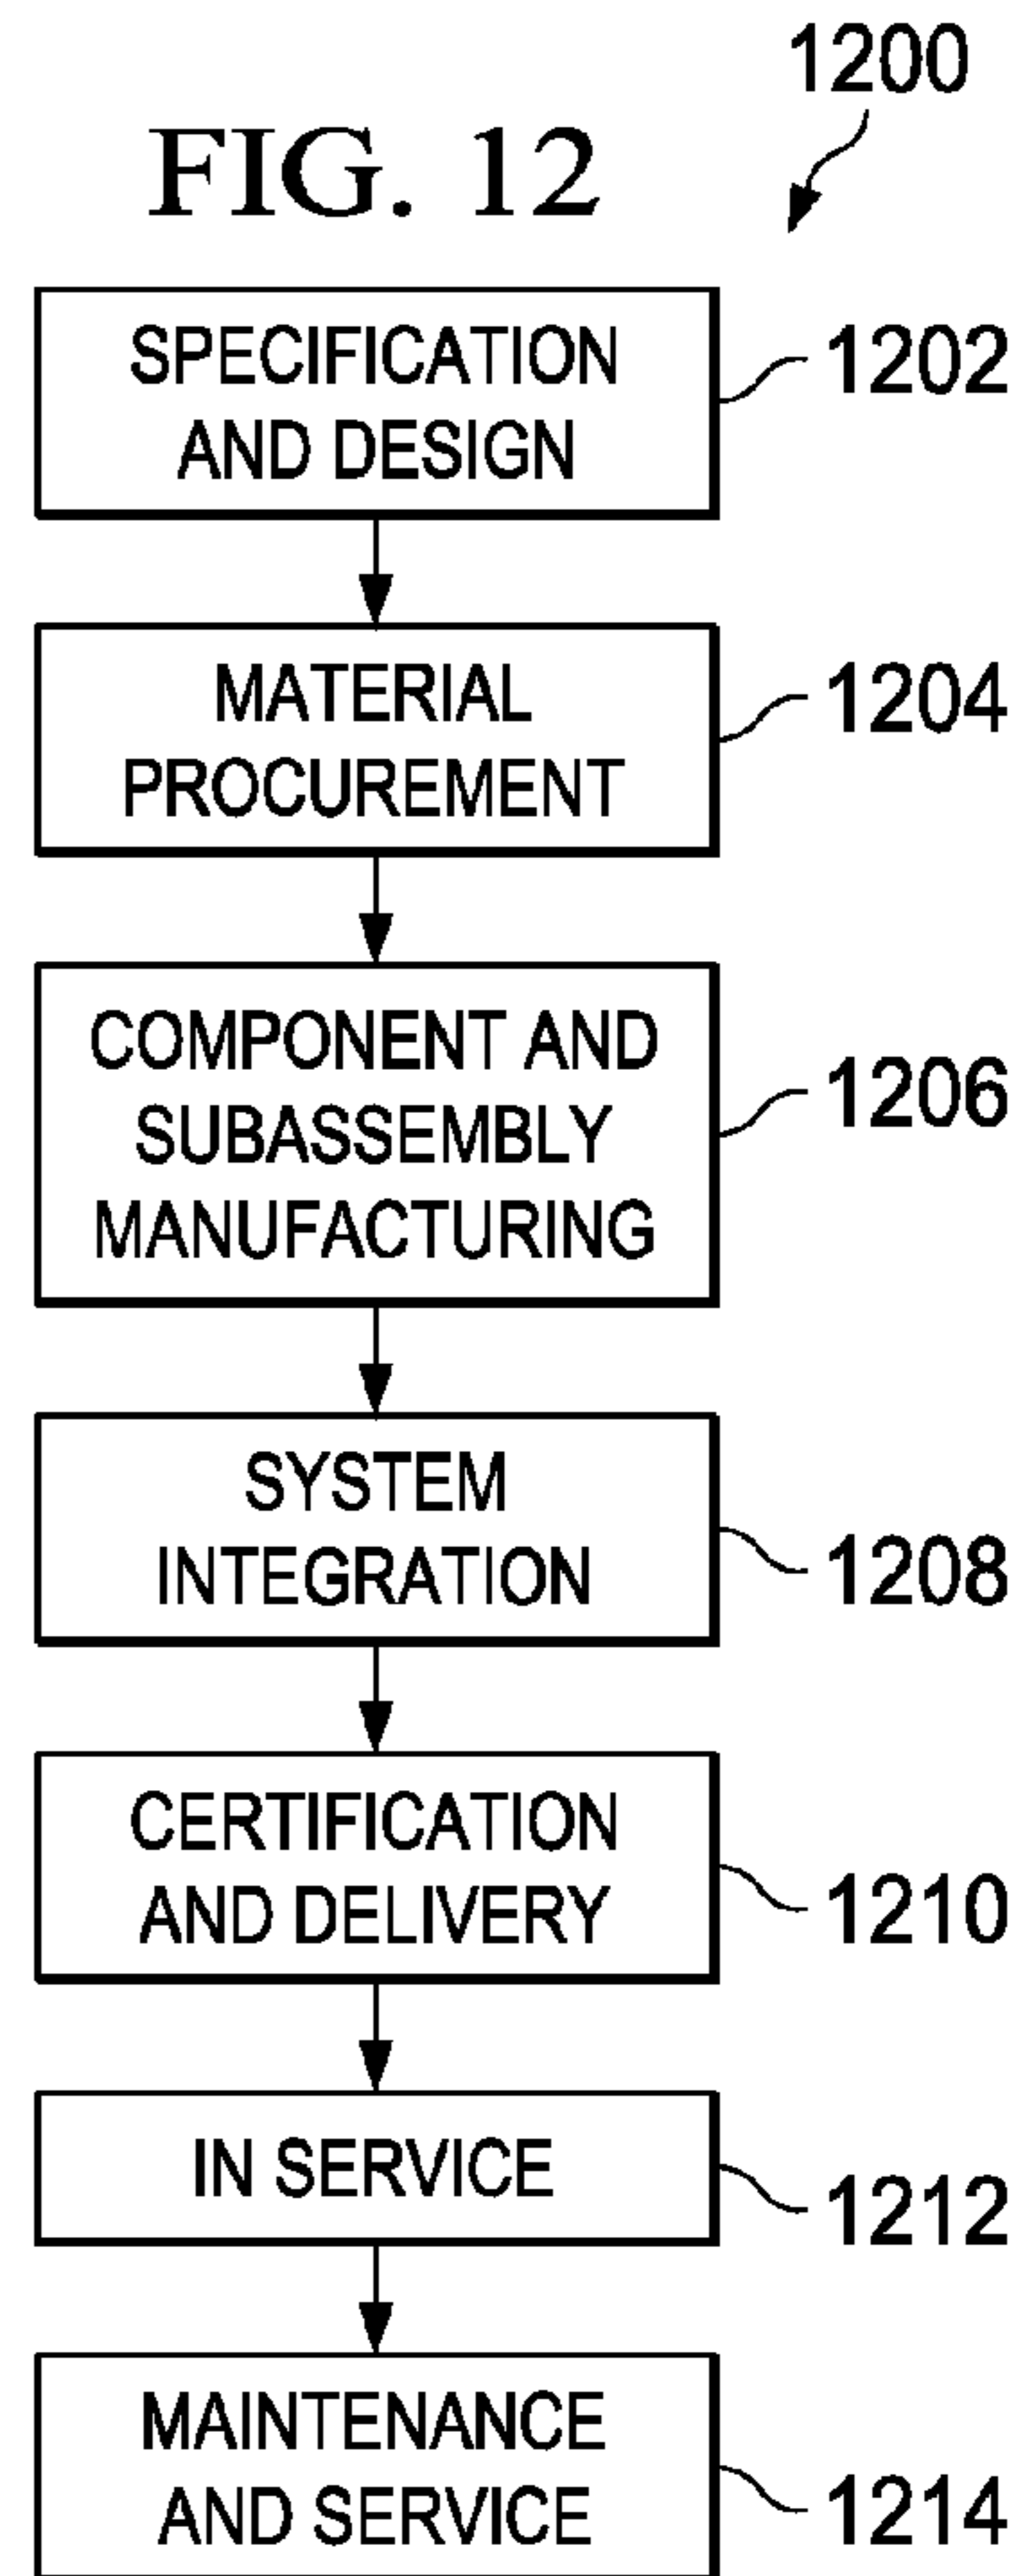 1200
FIG. 12
SPECIFICATION
AND DESIGN
1202
MATERIAL
PROCUREMENT
1204
COMPONENT AND
SUBASSEMBLY
MANUFACTURING
1206
SYSTEM
INTEGRATION
1208
CERTIFICATION
AND DELIVERY
1210
IN SERVICE
1212
MAINTENANCE
AND SERVICE
1214